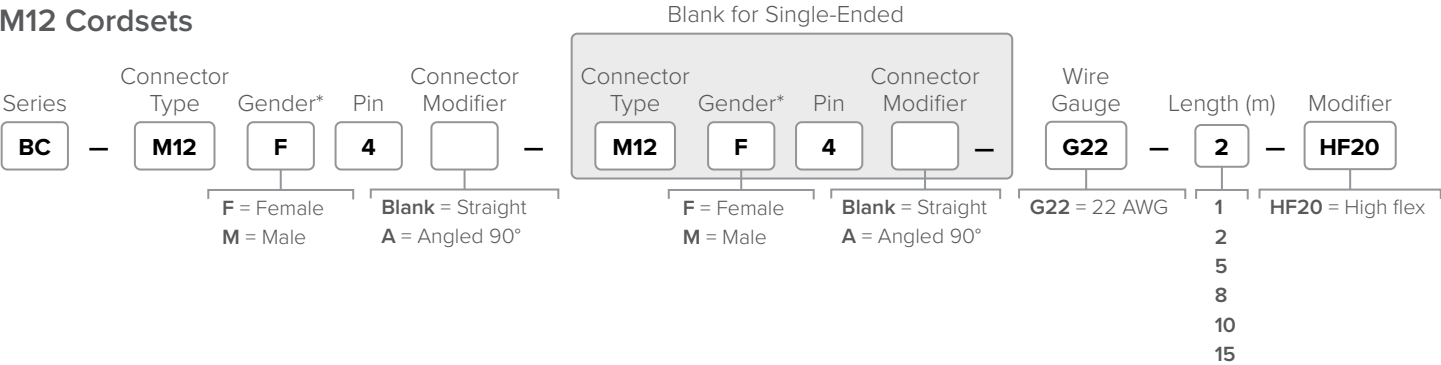 M12 Cordsets
Blank for Single-Ended
Series
Connector Type
Gender*
Pin
Connector Modifier
Connector Type
Gender*
Pin
Connector Modifier
Wire Gauge
Length (m)
Modifier
BC – M12 F 4 – M12 F 4 – G22 – 2 – HF20
F = Female
M = Male
Blank = Straight
A = Angled 90°
F = Female
M = Male
Blank = Straight
A = Angled 90°
G22 = 22 AWG
1
2
5
8
10
15
HF20 = High flex